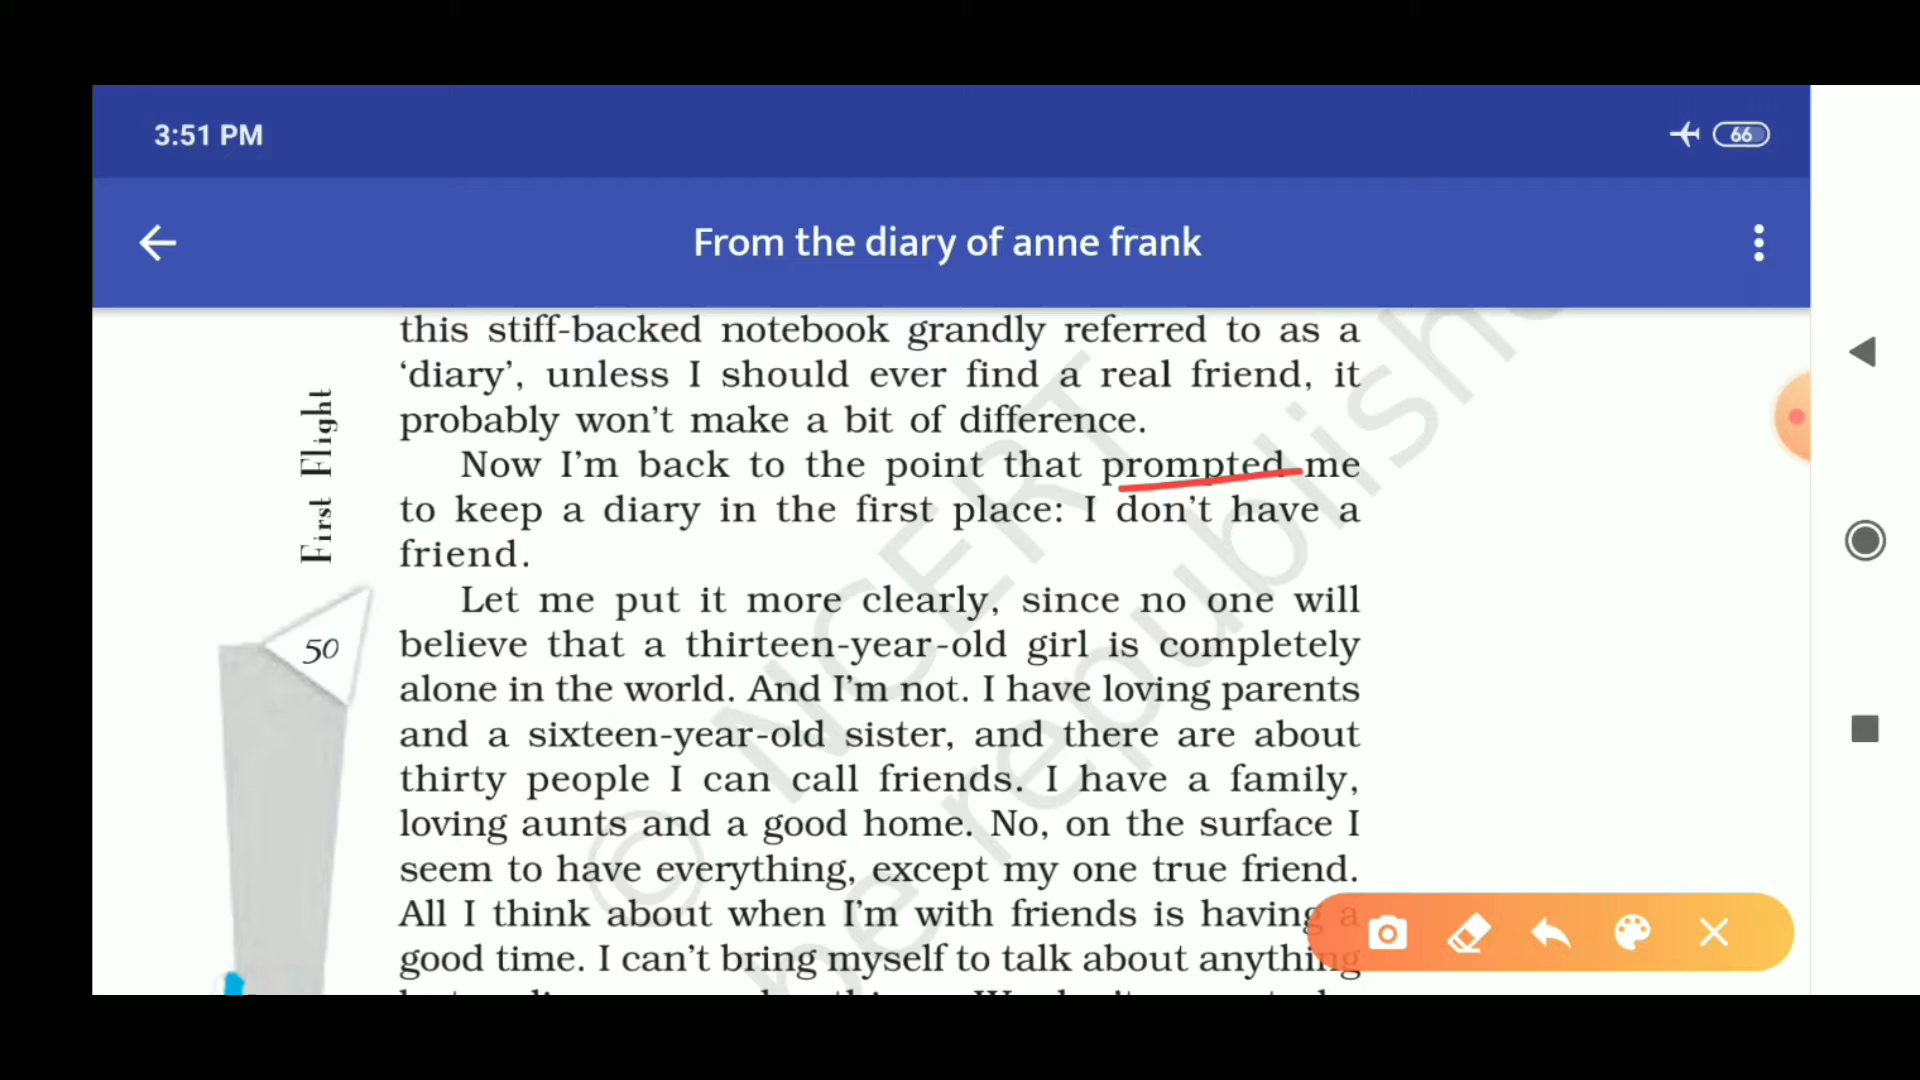 3:51 PM
66
From the diary of anne frank
this stiff-backed notebook grandly referred to as a
‘diary’, unless I should ever find a real friend, it
probably won’t make a bit of difference.
Now I’m back to the point that prompted me
to keep a diary in the first place: I don’t have a
friend.
Let me put it more clearly, since no one will
believe that a thirteen-year-old girl is completely
alone in the world. And I’m not. I have loving parents
and a sixteen-year-old sister, and there are about
thirty people I can call friends. I have a family,
loving aunts and a good home. No, on the surface I
seem to have everything, except my one true friend.
All I think about when I’m with friends is having a
good time. I can’t bring myself to talk about anything
First Flight
50
© NCERT
be republished